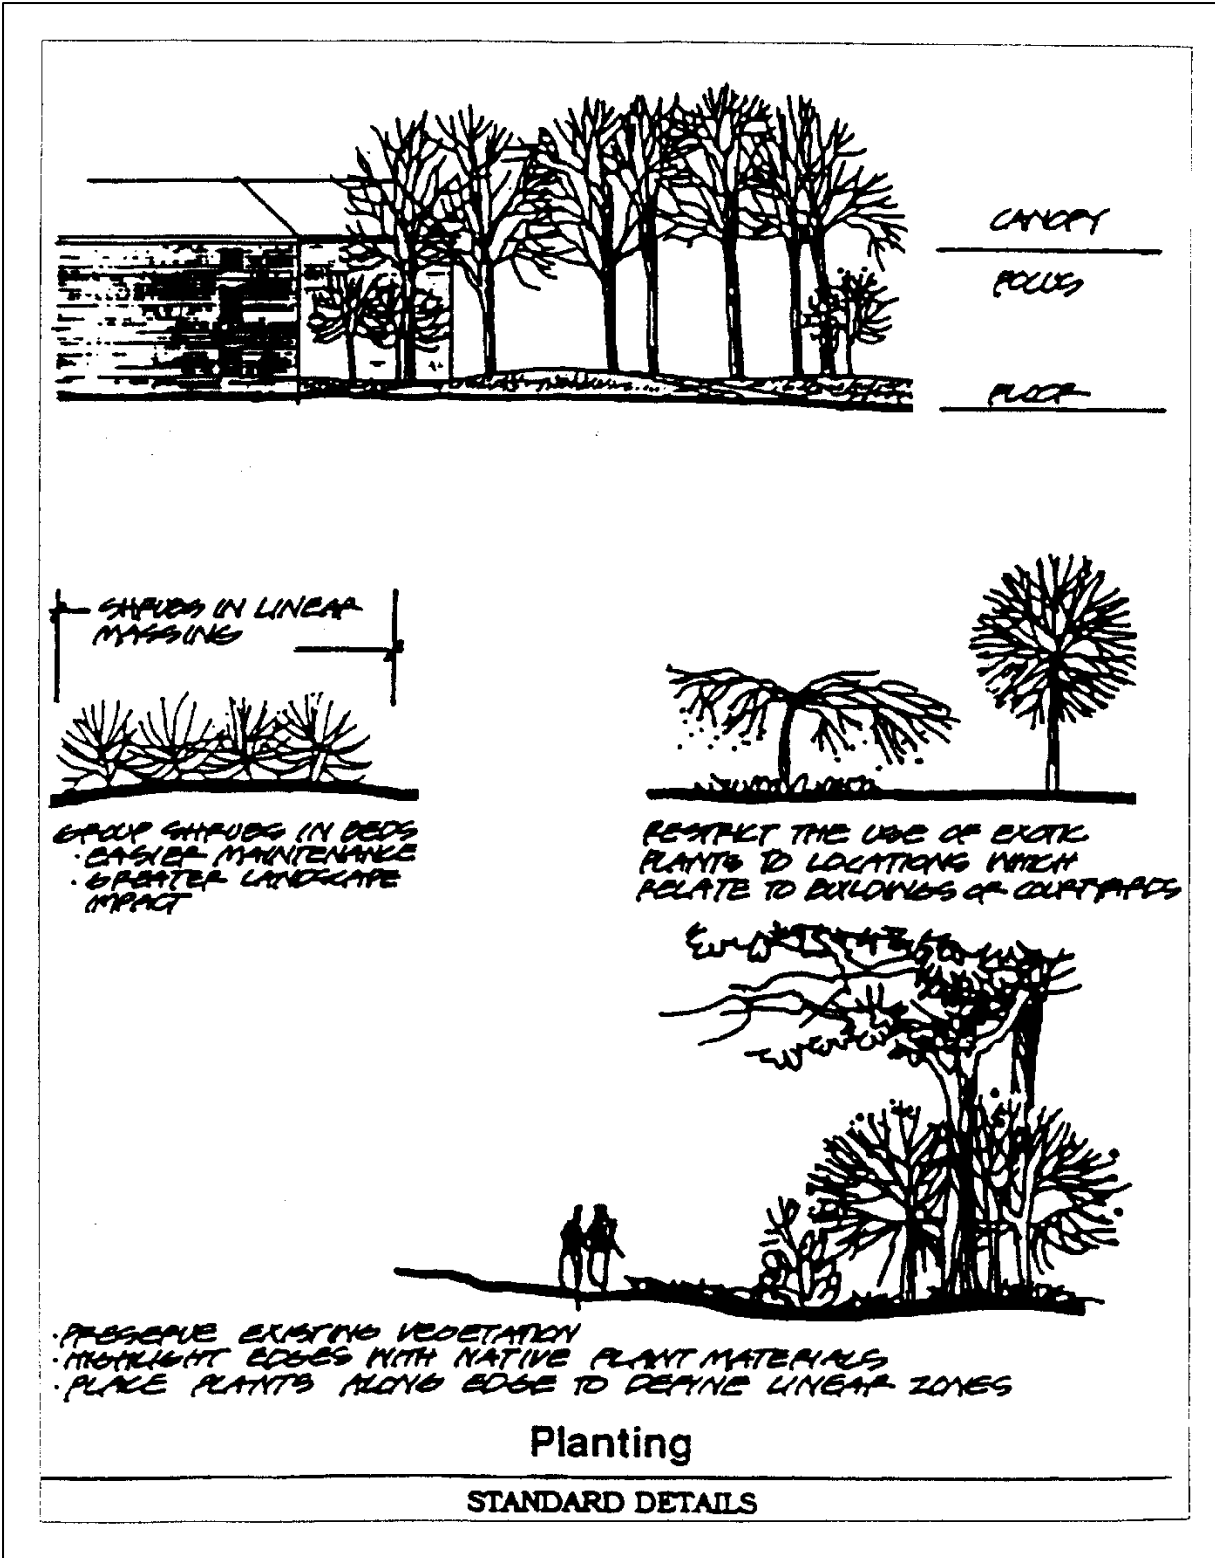 CANOPY
FOCUS
FLOOR
SHRUBS IN LINEAR
MASSING
GROUP SHRUBS IN BEDS
· EASIER MAINTENANCE
· GREATER LANDSCAPE
IMPACT
RESTRICT THE USE OF EXOTIC
PLANTS TO LOCATIONS WHICH
RELATE TO BUILDINGS OR COURTYARDS
· PRESERVE EXISTING VEGETATION
· HIGHLIGHT EDGES WITH NATIVE PLANT MATERIALS
· PLACE PLANTS ALONG EDGE TO DEFINE LINEAR ZONES
Planting
STANDARD DETAILS